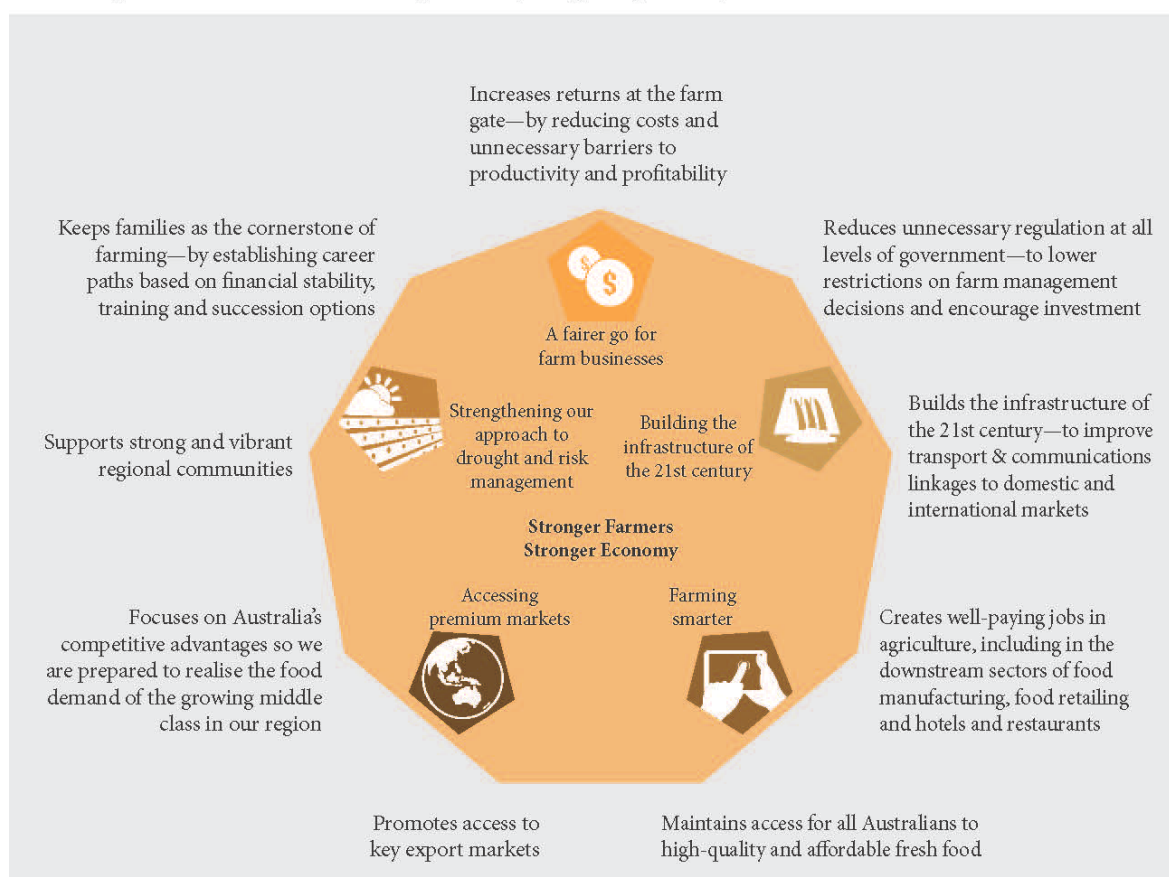 Increases returns at the farm
gate—by reducing costs and
unnecessary barriers to
productivity and profitability
Keeps families as the cornerstone of
farming—by establishing career
paths based on financial stability,
training and succession options
Reduces unnecessary regulation at all
levels of government—to lower
restrictions on farm management
decisions and encourage investment
$
$
A fairer go for
farm businesses
Supports strong and vibrant
regional communities
Strengthening our
approach to
drought and risk
management
Building the
infrastructure of
the 21st century
Builds the infrastructure of
the 21st century—to improve
transport & communications
linkages to domestic and
international markets
Stronger Farmers
Stronger Economy
Focuses on Australia’s
competitive advantages so we
are prepared to realise the food
demand of the growing middle
class in our region
Accessing
premium markets
Farming
smarter
Creates well-paying jobs in
agriculture, including in the
downstream sectors of food
manufacturing, food retailing
and hotels and restaurants
Promotes access to
key export markets
Maintains access for all Australians to
high-quality and affordable fresh food